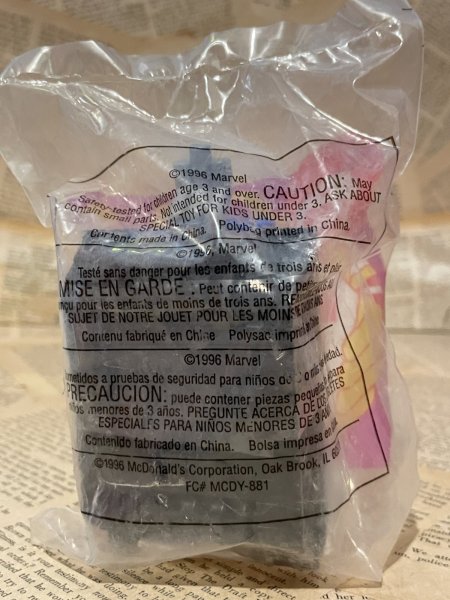 ©1996 Marvel
Safety-tested for children age 3 and over. CAUTION: May
contain small parts. Not intended for children under 3. ASK ABOUT
SPECIAL TOY FOR KIDS UNDER 3.
Contents made in China. Polybag printed in China.
©1996, Marvel
Testé sans danger pour les enfants de trois ans et plus
MISE EN GARDE : Peut contenir de
pour les enfants de moins de trois ans.
SUJET DE NOTRE JOUET POUR LES MOINS ANS
Contenu fabriqué en Chine Polysac imprimé en Chine
©1996 Marvel
ometidos a pruebas de seguridad para niños de 3 o más edad.
PRECAUCION: puede contener piezas pequeñas para
menores de 3 años. PREGUNTE ACERCA DE
ESPECIALES PARA NIÑOS MENORES DE 3
Contenido fabricado en China. Bolsa impresa en
©1996 McDonald's Corporation, Oak Brook, IL
FC# MCDY-881